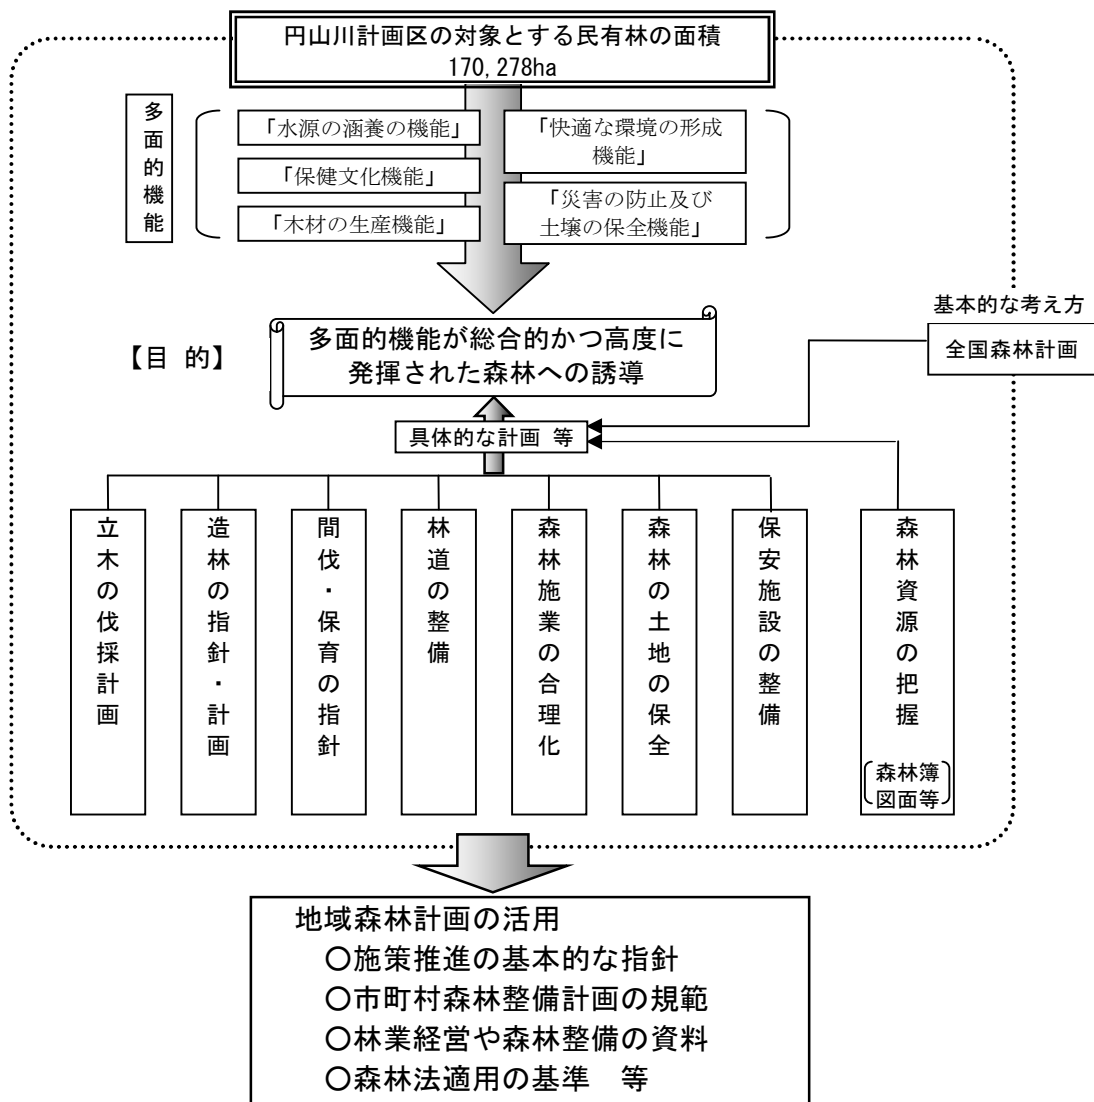 円山川計画区の対象とする民有林の面積
170,278ha
多面的機能
「水源の涵養の機能」
「保健文化機能」
「木材の生産機能」
「快適な環境の形成
機能」
「災害の防止及び
土壌の保全機能」
【目 的】
多面的機能が総合的かつ高度に
発揮された森林への誘導
基本的な考え方
全国森林計画
具体的な計画 等
立木の伐採計画
造林の指針・計画
間伐・保育の指針
林道の整備
森林施業の合理化
森林の土地の保全
保安施設の整備
森林資源の把握
森林簿
図面等
地域森林計画の活用
○施策推進の基本的な指針
○市町村森林整備計画の規範
○林業経営や森林整備の資料
○森林法適用の基準 等